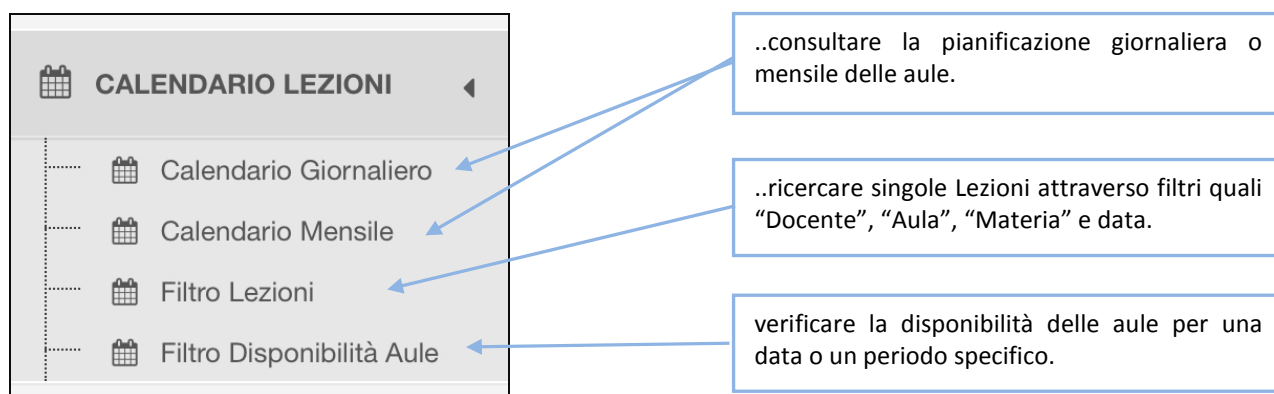 CALENDARIO LEZIONI
Calendario Giornaliero
Calendario Mensile
Filtro Lezioni
Filtro Disponibilità Aule
..consultare la pianificazione giornaliera o
mensile delle aule.
..ricercare singole Lezioni attraverso filtri quali
“Docente”, “Aula”, “Materia” e data.
verificare la disponibilità delle aule per una
data o un periodo specifico.